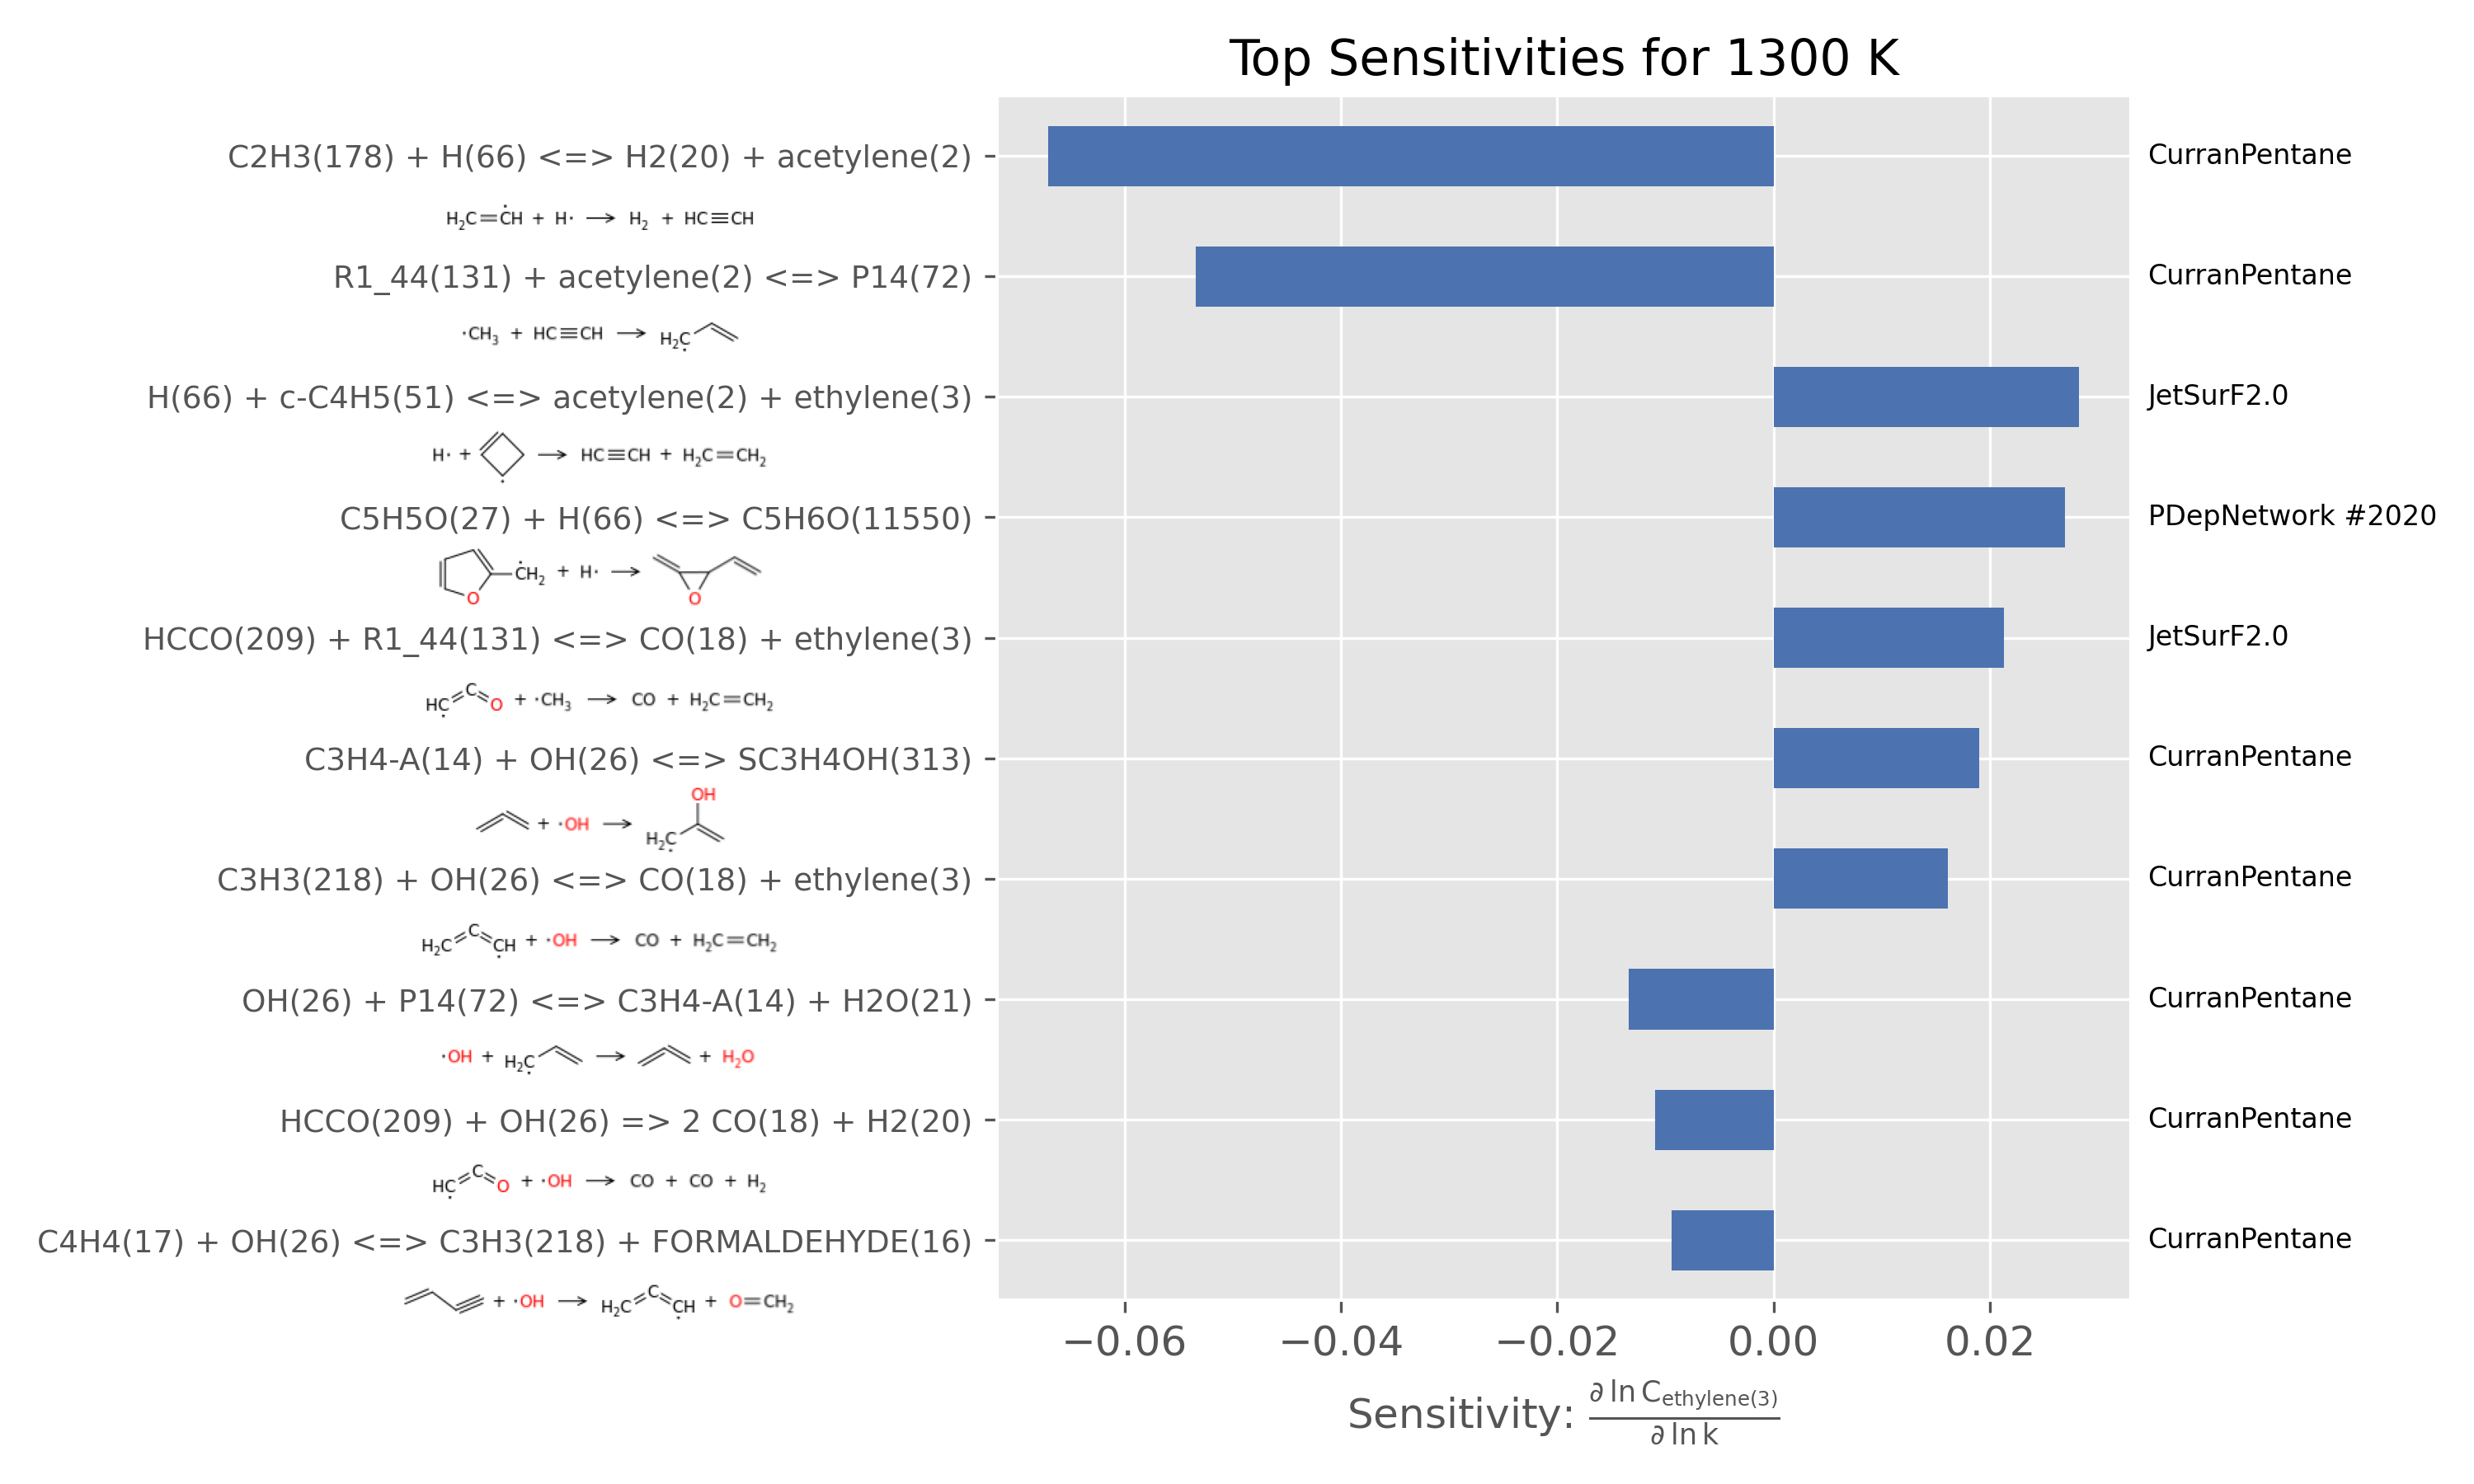 Top Sensitivities for 1300 K
C2H3(178) + H(66) <=> H2(20) + acetylene(2)
CurranPentane
H₂C=ĊH + H· → H₂ + HC≡CH
R1_44(131) + acetylene(2) <=> P14(72)
CurranPentane
·CH₃ + HC≡CH → H₂C·
H(66) + c-C4H5(51) <=> acetylene(2) + ethylene(3)
JetSurF2.0
H· + → HC≡CH + H₂C=CH₂
C5H5O(27) + H(66) <=> C5H6O(11550)
PDepNetwork #2020
O ĊH₂ + H· → O
HCCO(209) + R1_44(131) <=> CO(18) + ethylene(3)
JetSurF2.0
HC=C=O + ·CH₃ → CO + H₂C=CH₂
C3H4-A(14) + OH(26) <=> SC3H4OH(313)
CurranPentane
OH
+ ·OH → H₂C·
C3H3(218) + OH(26) <=> CO(18) + ethylene(3)
CurranPentane
H₂C=C=CH + ·OH → CO + H₂C=CH₂
OH(26) + P14(72) <=> C3H4-A(14) + H2O(21)
CurranPentane
·OH + H₂C· → + H₂O
HCCO(209) + OH(26) => 2 CO(18) + H2(20)
CurranPentane
HC=C=O + ·OH → CO + CO + H₂
C4H4(17) + OH(26) <=> C3H3(218) + FORMALDEHYDE(16)
CurranPentane
+ ·OH → H₂C=C=CH + O=CH₂
−0.06 −0.04 −0.02 0.00 0.02
Sensitivity: ∂ ln C_ethylene(3) / ∂ ln k